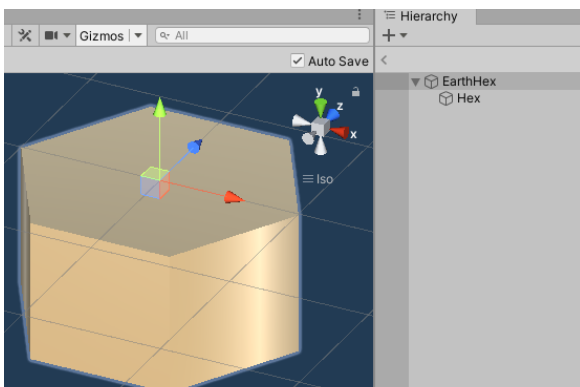 Hierarchy
Gizmos
All
Auto Save
EarthHex
Hex
y
z
x
Iso